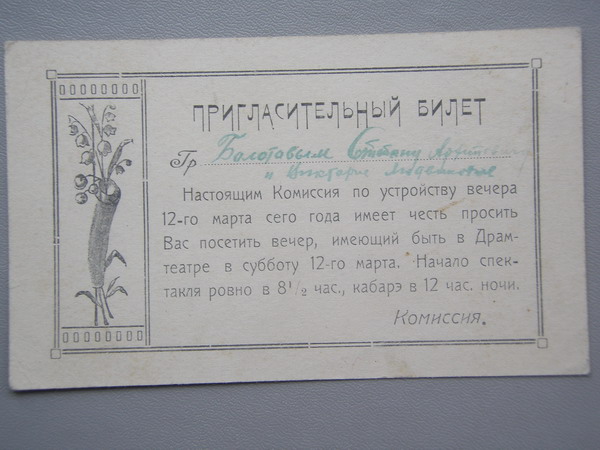 ПРИГЛАСИТЕЛЬНЫЙ БИЛЕТ
Гр
и Виктории
Настоящим Комиссия по устройству вечера
12-го марта сего года имеет честь просить
Вас посетить вечер, имеющий быть в Драм-
театре в субботу 12-го марта. Начало спек-
такля ровно в 8½ час., кабарэ в 12 час. ночи.
Комиссия.